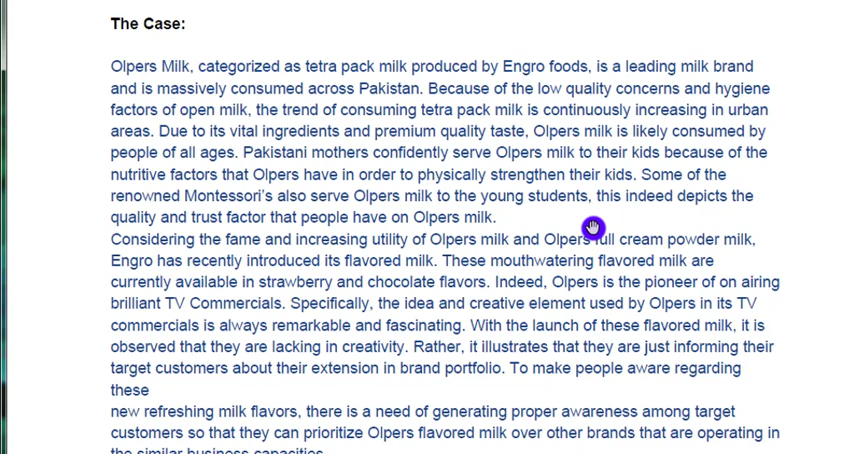 The Case:
Olpers Milk, categorized as tetra pack milk produced by Engro foods, is a leading milk brand
and is massively consumed across Pakistan. Because of the low quality concerns and hygiene
factors of open milk, the trend of consuming tetra pack milk is continuously increasing in urban
areas. Due to its vital ingredients and premium quality taste, Olpers milk is likely consumed by
people of all ages. Pakistani mothers confidently serve Olpers milk to their kids because of the
nutritive factors that Olpers have in order to physically strengthen their kids. Some of the
renowned Montessori's also serve Olpers milk to the young students, this indeed depicts the
quality and trust factor that people have on Olpers milk.
Considering the fame and increasing utility of Olpers milk and Olpers full cream powder milk,
Engro has recently introduced its flavored milk. These mouthwatering flavored milk are
currently available in strawberry and chocolate flavors. Indeed, Olpers is the pioneer of on airing
brilliant TV Commercials. Specifically, the idea and creative element used by Olpers in its TV
commercials is always remarkable and fascinating. With the launch of these flavored milk, it is
observed that they are lacking in creativity. Rather, it illustrates that they are just informing their
target customers about their extension in brand portfolio. To make people aware regarding
these
new refreshing milk flavors, there is a need of generating proper awareness among target
customers so that they can prioritize Olpers flavored milk over other brands that are operating in
the similar business capacities